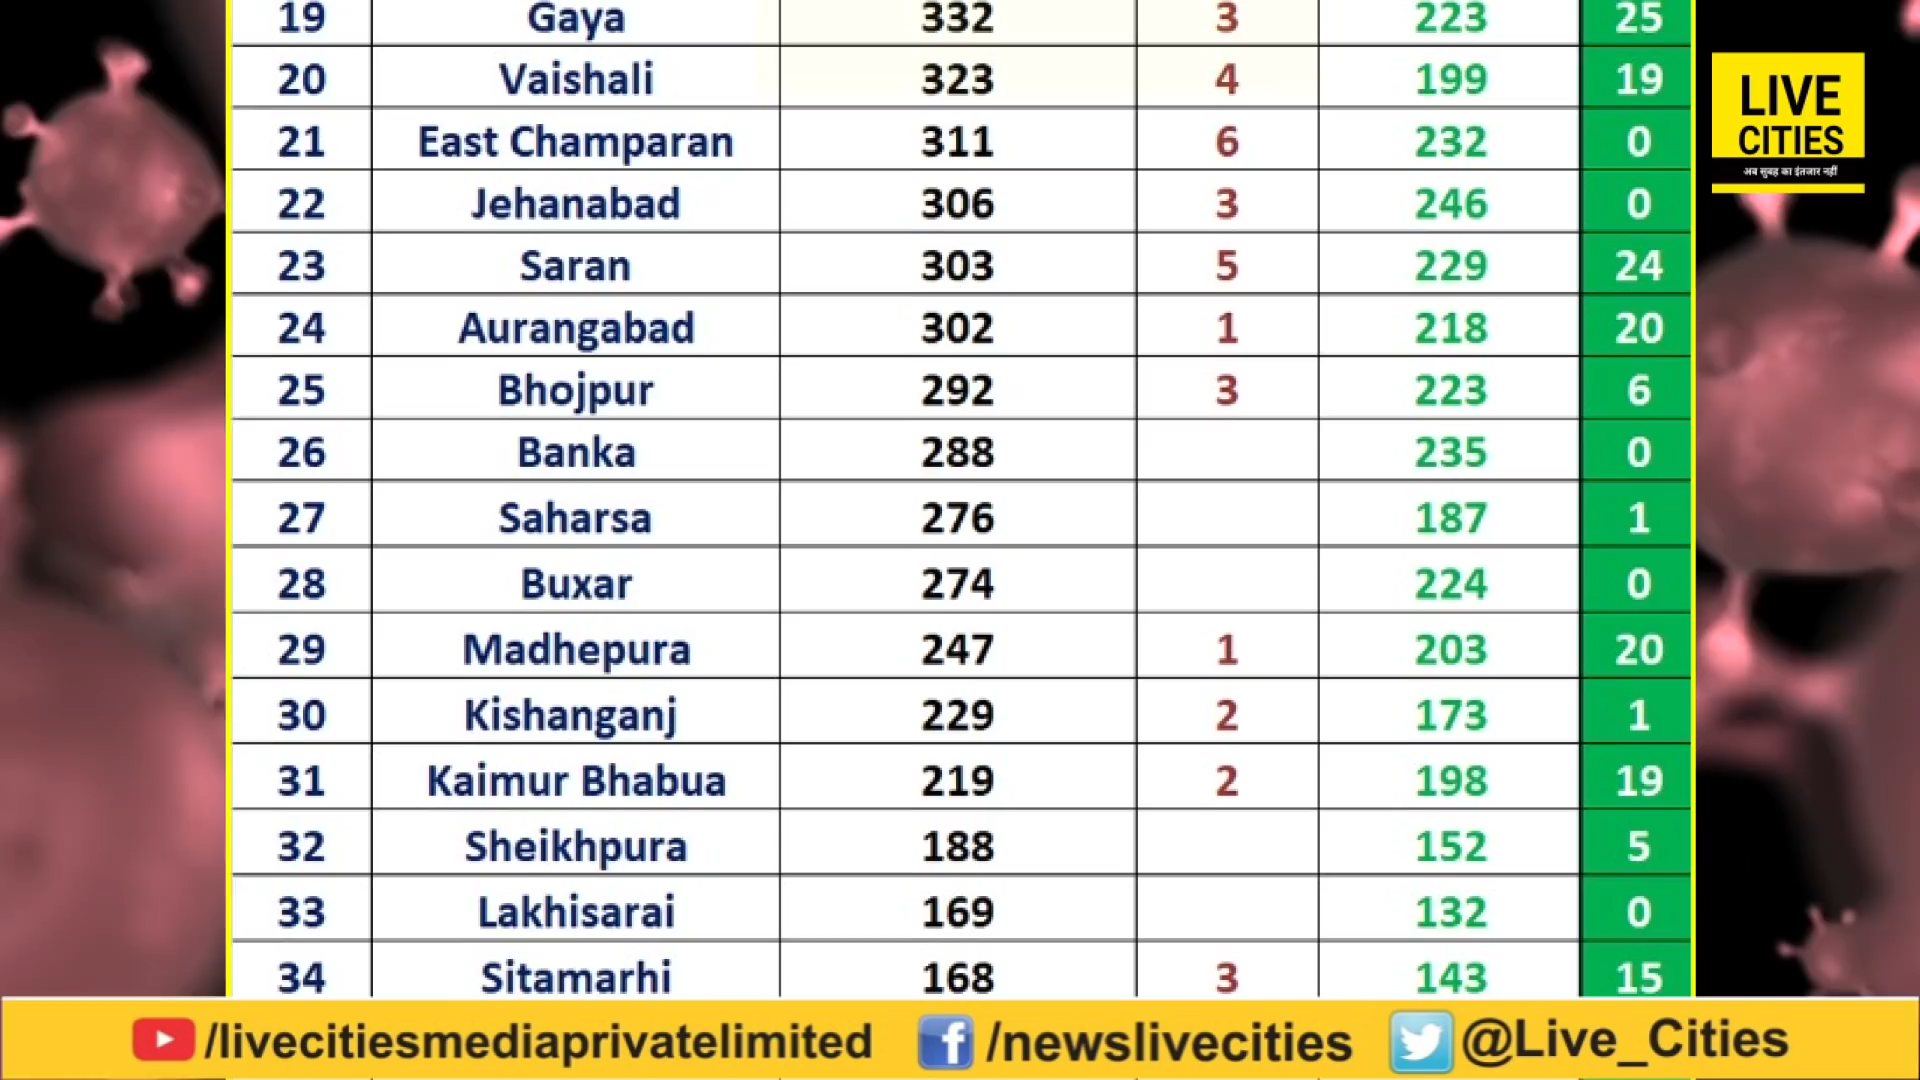 19 Gaya 332 3 223 25
20 Vaishali 323 4 199 19
21 East Champaran 311 6 232 0
22 Jehanabad 306 3 246 0
23 Saran 303 5 229 24
24 Aurangabad 302 1 218 20
25 Bhojpur 292 3 223 6
26 Banka 288 235 0
27 Saharsa 276 187 1
28 Buxar 274 224 0
29 Madhepura 247 1 203 20
30 Kishanganj 229 2 173 1
31 Kaimur Bhabua 219 2 198 19
32 Sheikhpura 188 152 5
33 Lakhisarai 169 132 0
34 Sitamarhi 168 3 143 15
LIVE
CITIES
अब सुबह का इंतजार नहीं
/livecitiesmediaprivatelimited f /newslivecities @Live_Cities